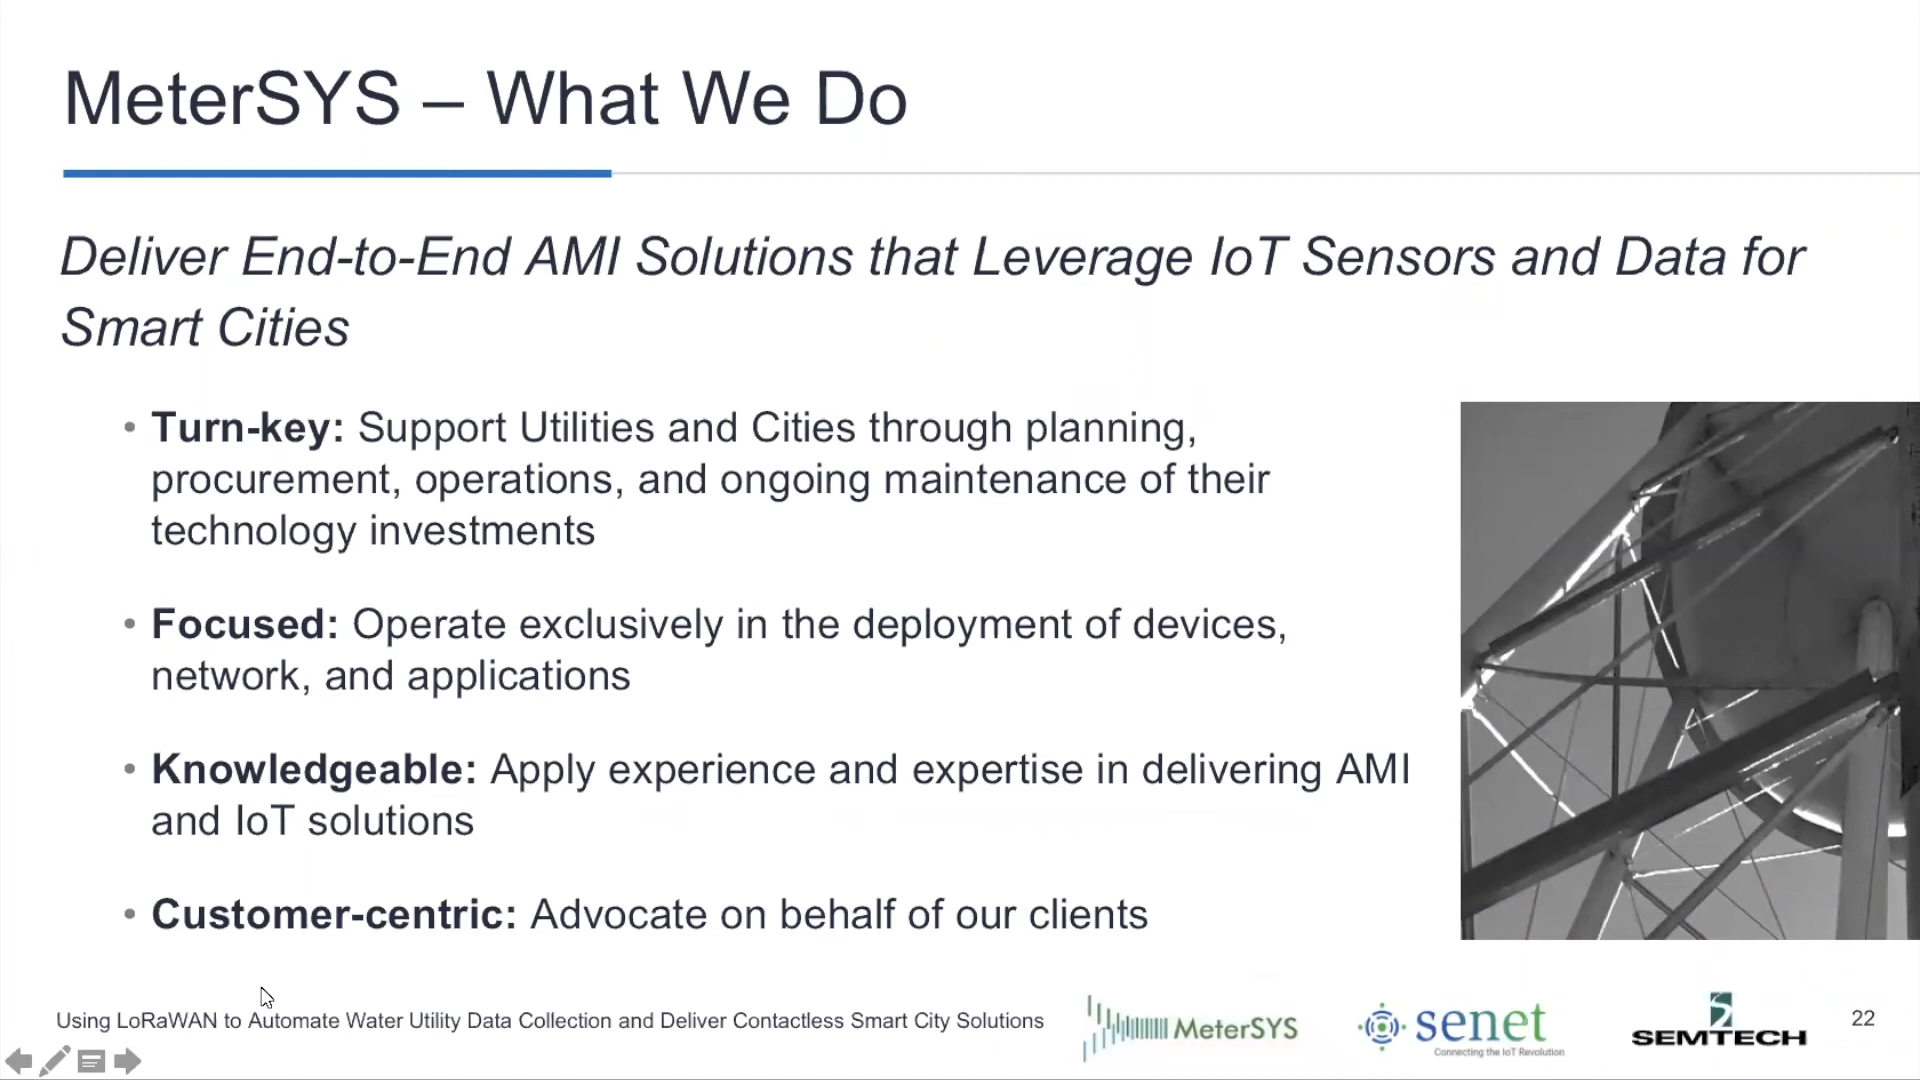 MeterSYS – What We Do
Deliver End-to-End AMI Solutions that Leverage IoT Sensors and Data for
Smart Cities
• Turn-key: Support Utilities and Cities through planning,
procurement, operations, and ongoing maintenance of their
technology investments
• Focused: Operate exclusively in the deployment of devices,
network, and applications
• Knowledgeable: Apply experience and expertise in delivering AMI
and IoT solutions
• Customer-centric: Advocate on behalf of our clients
Using LoRaWAN to Automate Water Utility Data Collection and Deliver Contactless Smart City Solutions
MeterSYS
senet
Connecting the IoT Revolution
SEMTECH
22